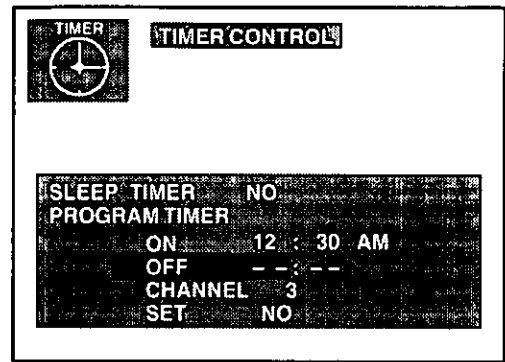 TIMER
TIMER CONTROL
SLEEP TIMER NO
PROGRAM TIMER
ON 12 : 30 AM
OFF – – : – –
CHANNEL 3
SET NO